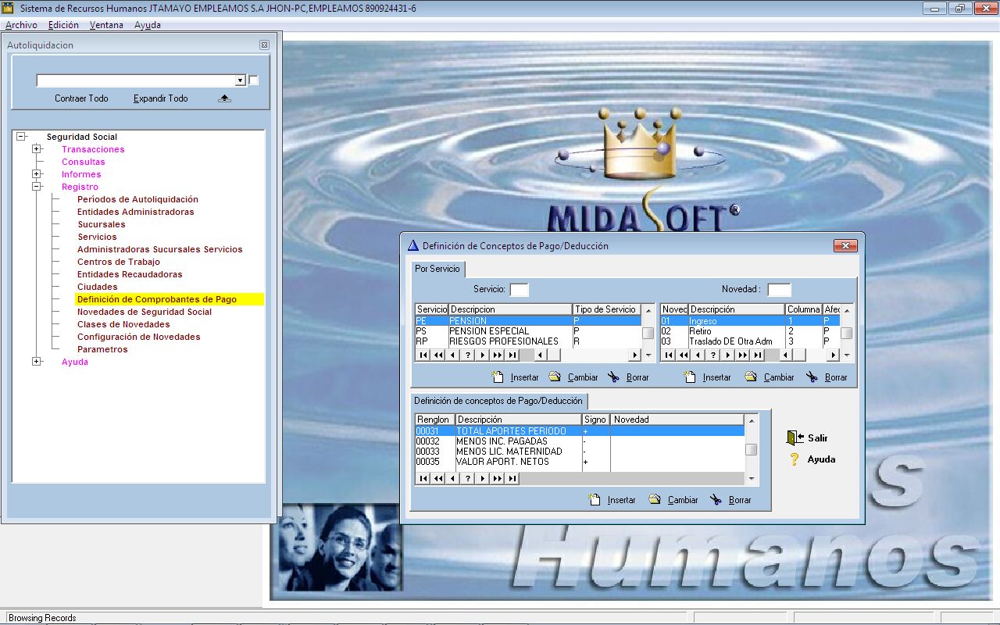 Sistema de Recursos Humanos JTAMAYO EMPLEAMOS S.A JHON-PC,EMPLEAMOS 890924431-6
Archivo Edición Ventana Ayuda
Autoliquidacion
Contraer Todo Expandir Todo
Seguridad Social
Transacciones
Consultas
Informes
Registro
Períodos de Autoliquidación
Entidades Administradoras
Sucursales
Servicios
Administradoras Sucursales Servicios
Centros de Trabajo
Entidades Recaudadoras
Ciudades
Definición de Comprobantes de Pago
Novedades de Seguridad Social
Clases de Novedades
Configuración de Novedades
Parametros
Ayuda
MIDASOFT®
Definición de Conceptos de Pago/Deducción
Por Servicio
Servicio: Novedad :
Servicio Descripcion Tipo de Servicio
PE PENSION P
PS PENSION ESPECIAL P
RP RIESGOS PROFESIONALES R
Insertar Cambiar Borrar
Noved Descripción Columna Afec
01 Ingreso 1 P
02 Retiro 2 P
03 Traslado DE Otra Adm 3 P
Insertar Cambiar Borrar
Definición de conceptos de Pago/Deducción
Renglon Descripción Signo Novedad
00031 TOTAL APORTES PERIODO +
00032 MENOS INC. PAGADAS -
00033 MENOS LIC. MATERNIDAD -
00035 VALOR APORT. NETOS +
Insertar Cambiar Borrar
Salir
Ayuda
s
Humanos
Browsing Records